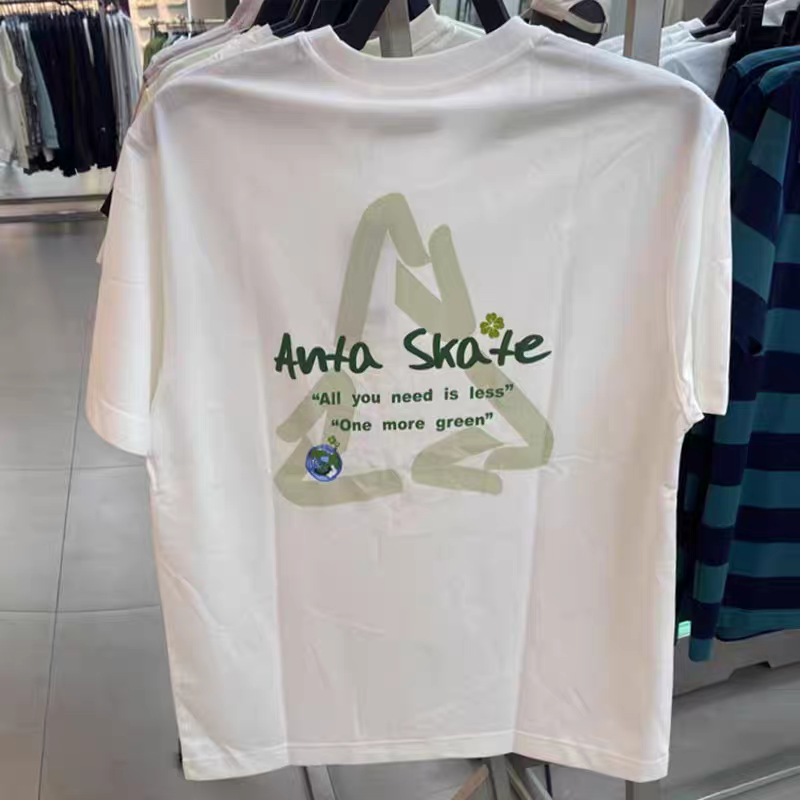 Anta Skate
“All you need is less”
“One more green”